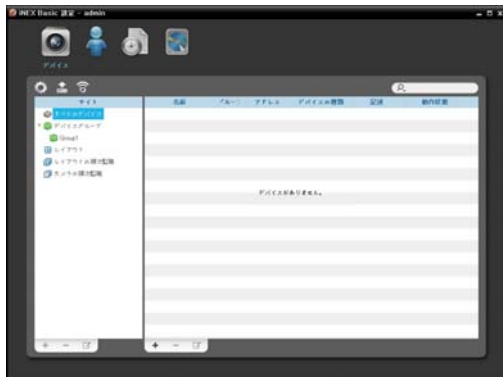 iNEX Basic 設定 - admin
デバイス
サイト
すべてのデバイス
デバイスグループ
Group1
レイアウト
レイアウトの順次監視
カメラの順次監視
名前 グループ アドレス デバイスの種類 記述 動作状態
デバイスがありません。